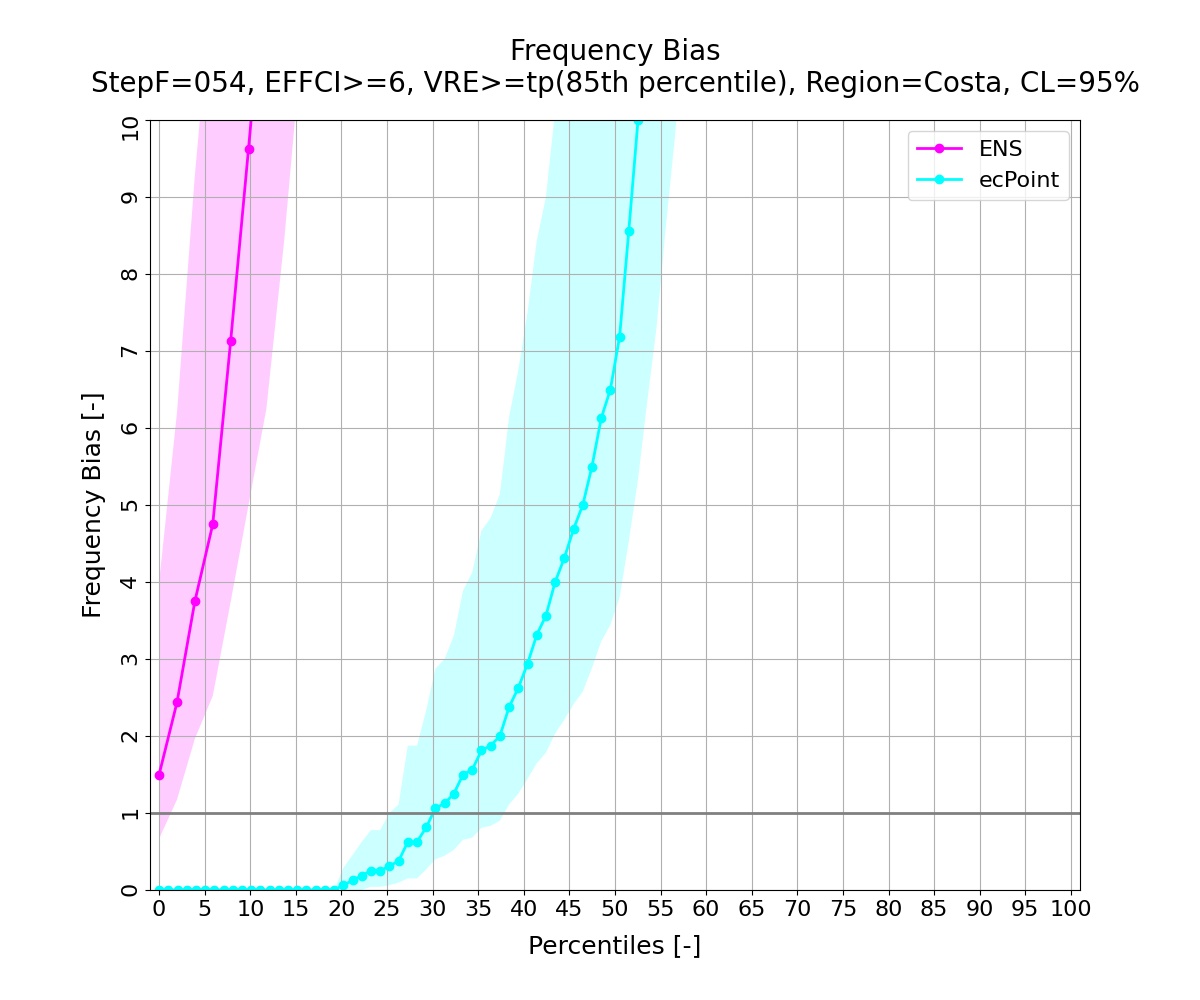 Frequency Bias
StepF=054, EFFCI>=6, VRE>=tp(85th percentile), Region=Costa, CL=95%
ENS
ecPoint
Frequency Bias [-]
10
9
8
7
6
5
4
3
2
1
0
0 5 10 15 20 25 30 35 40 45 50 55 60 65 70 75 80 85 90 95 100
Percentiles [-]